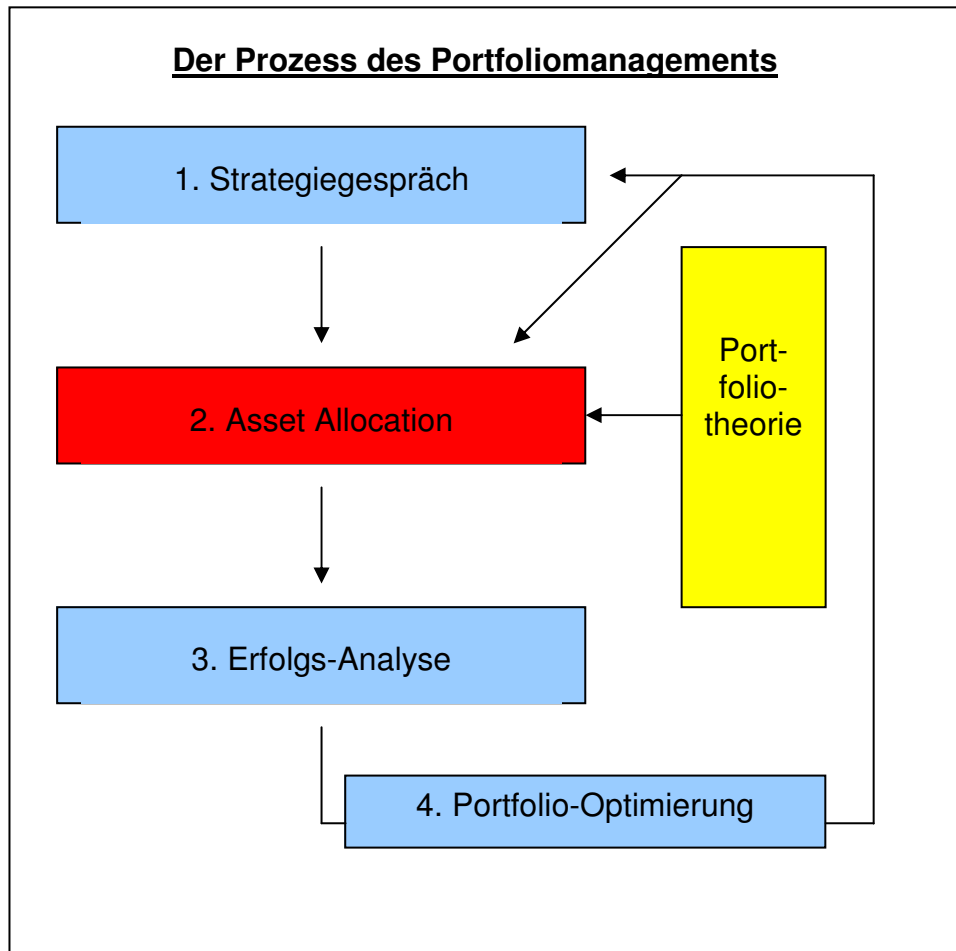 Der Prozess des Portfoliomanagements
1. Strategiegespräch
Port-
folio-
theorie
2. Asset Allocation
3. Erfolgs-Analyse
4. Portfolio-Optimierung